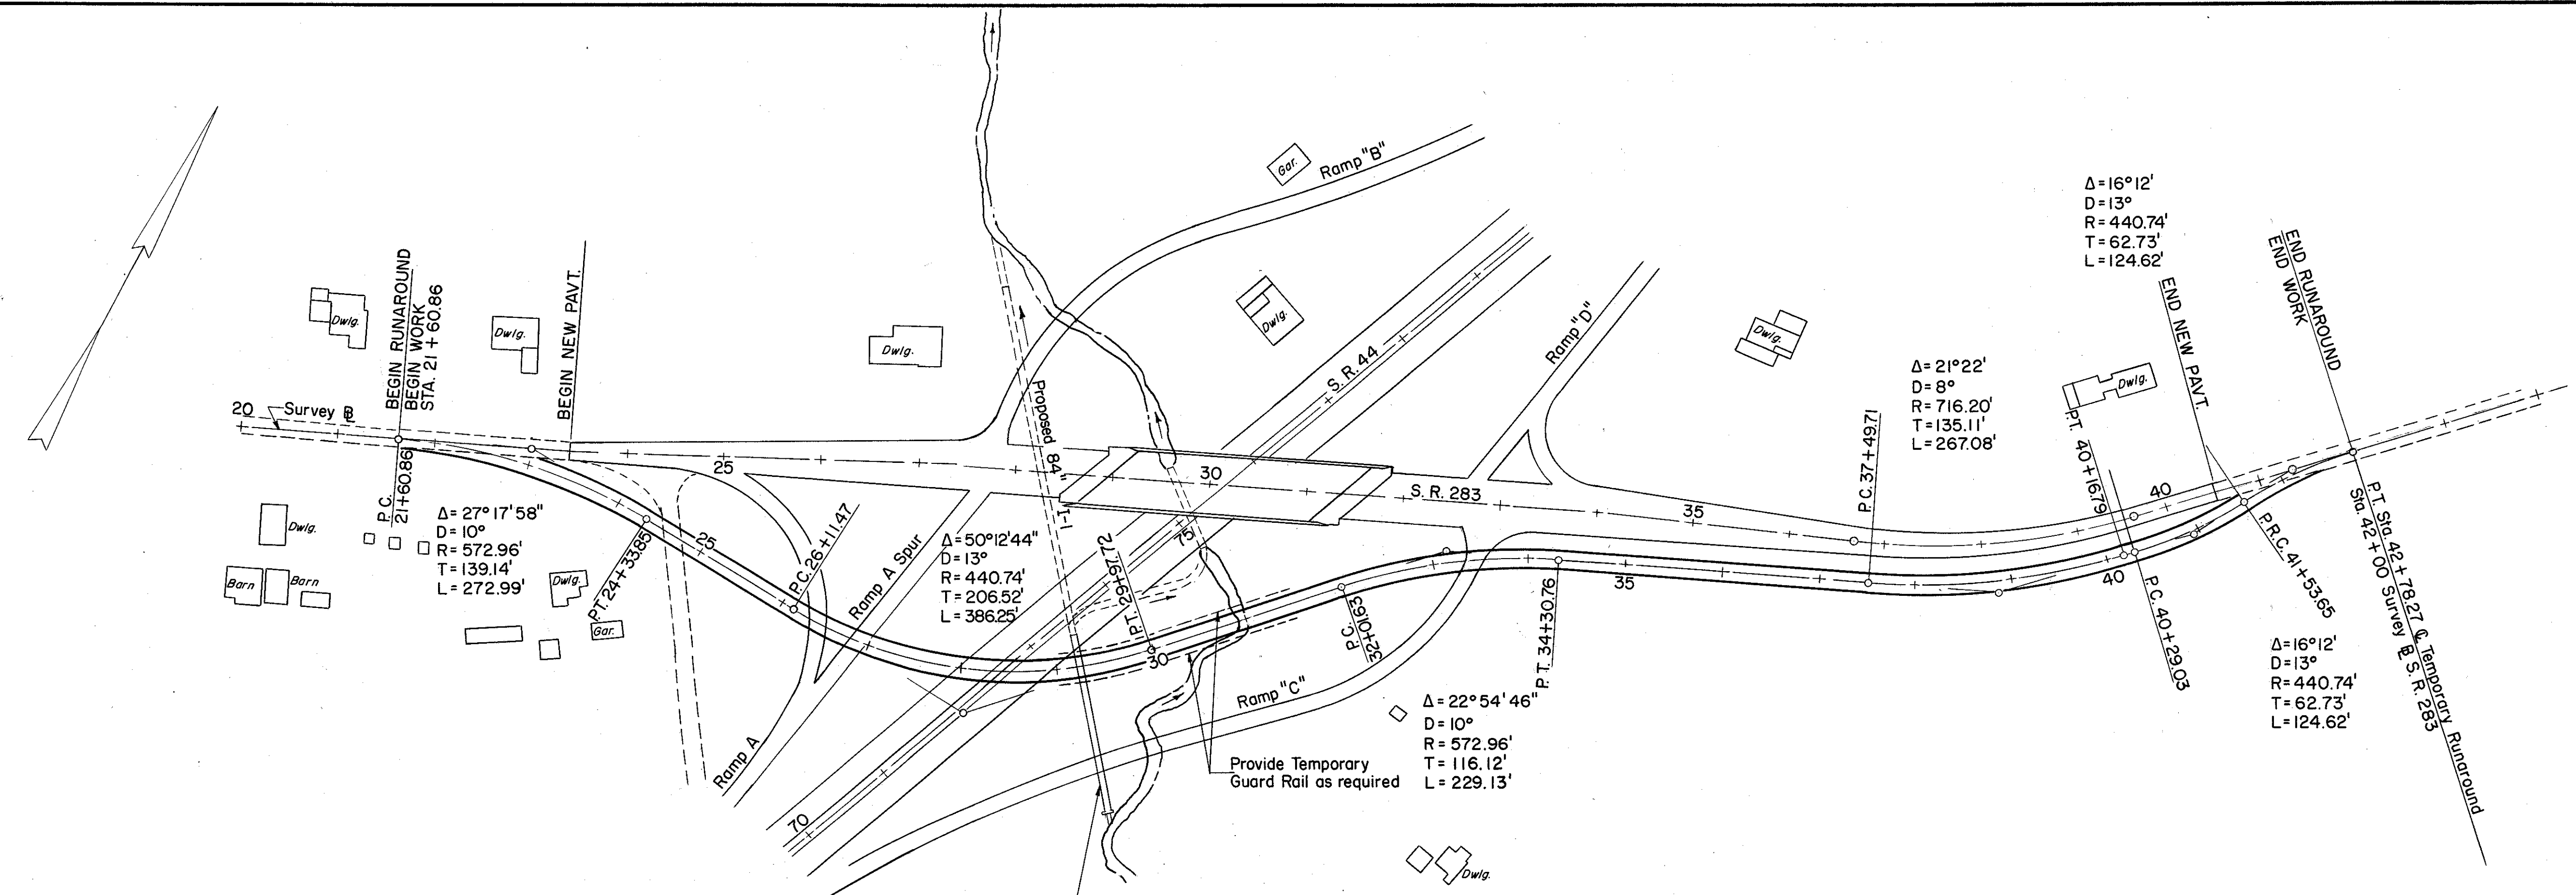 20
Survey B̲L
BEGIN RUNAROUND
BEGIN WORK
STA. 21+60.86
BEGIN NEW PAVT.
Dwlg.
Dwlg.
Dwlg.
P.C.
21+60.86
Δ= 27° 17' 58"
D= 10°
R= 572.96'
T= 139.14'
L= 272.99'
Dwlg.
Barn
Barn
Dwlg.
Gar.
P.T. 24+33.85
25
25
P.C. 26+11.47
Ramp A Spur
Ramp A
Δ= 50°12'44"
D= 13°
R= 440.74'
T= 206.52'
L= 386.25'
Proposed 84"
I-1
P.T. 29+97.72
75
70
30
30
Gar.
Ramp "B"
Dwlg.
S.R. 44
Ramp "D"
S. R. 283
Ramp "C"
Provide Temporary
Guard Rail as required
P.C.
32+01.63
P.T. 34+30.76
Δ= 22° 54' 46"
D= 10°
R= 572.96'
T= 116.12'
L= 229.13'
Dwlg.
Dwlg.
35
35
P.C. 37+49.71
Δ= 21°22'
D= 8°
R= 716.20'
T= 135.11'
L= 267.08'
Dwlg.
P.T. 40+16.79
40
40
P.C. 40+29.03
Δ= 16°12'
D= 13°
R= 440.74'
T= 62.73'
L= 124.62'
END NEW PAVT.
END RUNAROUND
END WORK
P.R.C. 41+53.65
P.T. Sta. 42+78.27 ℄ Temporary Runaround
Sta. 42+00 Survey B̲L S.R. 283
Δ= 16°12'
D= 13°
R= 440.74'
T= 62.73'
L= 124.62'